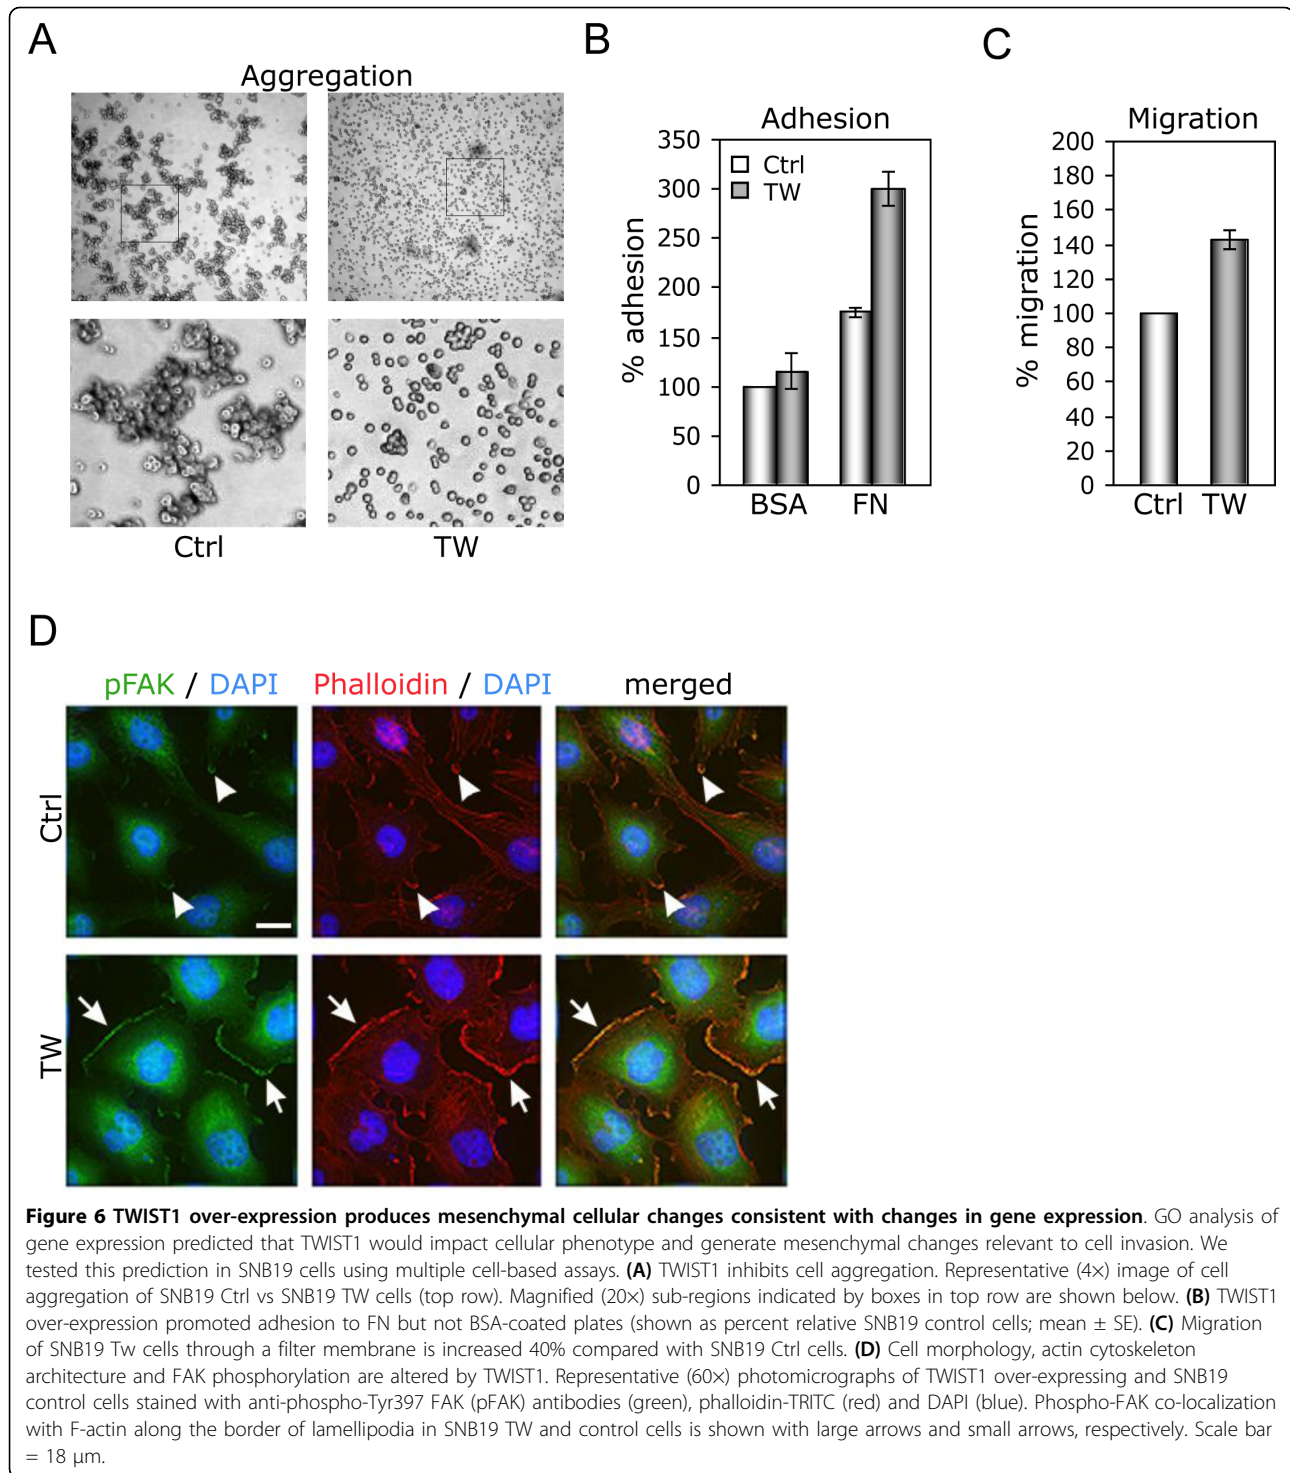 A
Aggregation
Ctrl
TW
B
Adhesion
% adhesion
350
300
250
200
150
100
50
0
Ctrl
TW
BSA
FN
C
Migration
% migration
200
180
160
140
120
100
80
60
40
20
0
Ctrl TW
D
pFAK / DAPI
Phalloidin / DAPI
merged
Ctrl
TW
Figure 6 TWIST1 over-expression produces mesenchymal cellular changes consistent with changes in gene expression. GO analysis of
gene expression predicted that TWIST1 would impact cellular phenotype and generate mesenchymal changes relevant to cell invasion. We
tested this prediction in SNB19 cells using multiple cell-based assays. (A) TWIST1 inhibits cell aggregation. Representative (4×) image of cell
aggregation of SNB19 Ctrl vs SNB19 TW cells (top row). Magnified (20×) sub-regions indicated by boxes in top row are shown below. (B) TWIST1
over-expression promoted adhesion to FN but not BSA-coated plates (shown as percent relative SNB19 control cells; mean ± SE). (C) Migration
of SNB19 Tw cells through a filter membrane is increased 40% compared with SNB19 Ctrl cells. (D) Cell morphology, actin cytoskeleton
architecture and FAK phosphorylation are altered by TWIST1. Representative (60×) photomicrographs of TWIST1 over-expressing and SNB19
control cells stained with anti-phospho-Tyr397 FAK (pFAK) antibodies (green), phalloidin-TRITC (red) and DAPI (blue). Phospho-FAK co-localization
with F-actin along the border of lamellipodia in SNB19 TW and control cells is shown with large arrows and small arrows, respectively. Scale bar
= 18 μm.